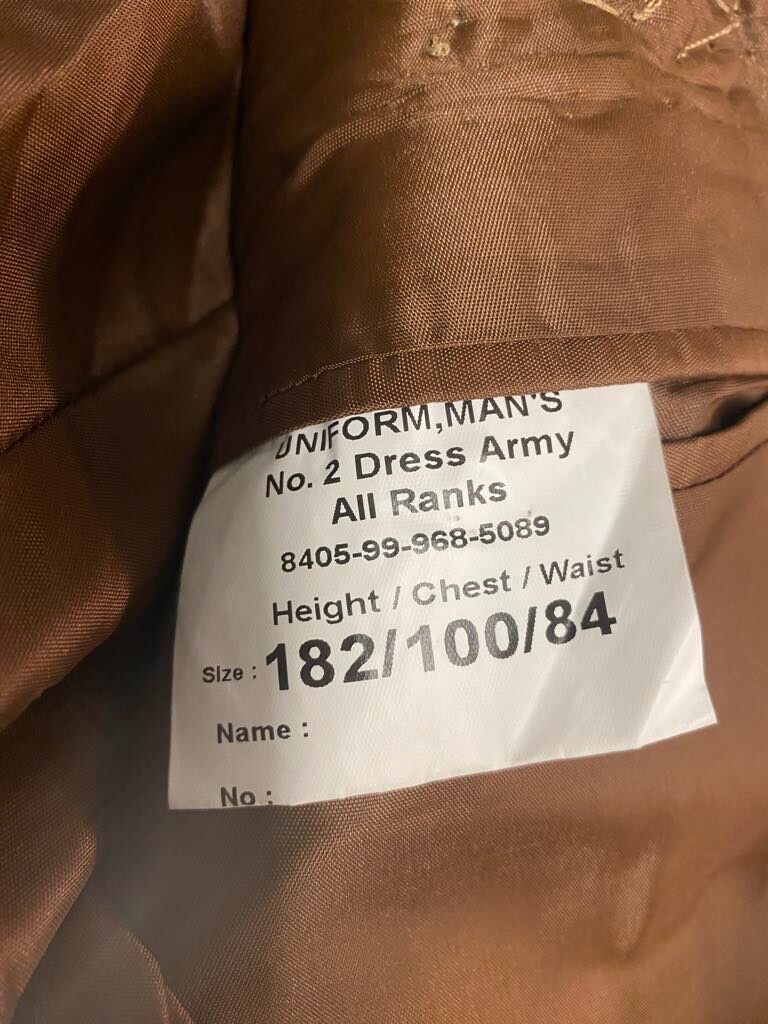 UNIFORM,MAN'S
No. 2 Dress Army
All Ranks
8405-99-968-5089
Height / Chest / Waist
Size : 182/100/84
Name :
No :